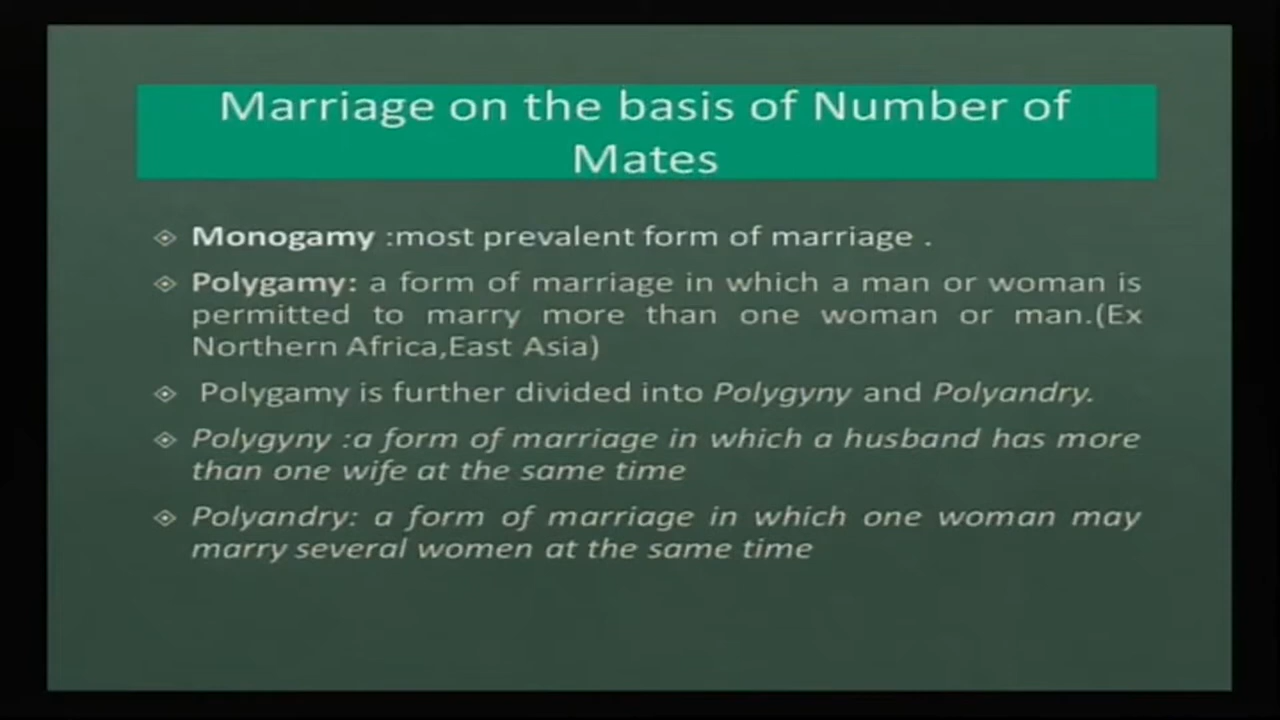 Marriage on the basis of Number of
Mates
Monogamy :most prevalent form of marriage .
Polygamy: a form of marriage in which a man or woman is
permitted to marry more than one woman or man.(Ex
Northern Africa,East Asia)
Polygamy is further divided into Polygyny and Polyandry.
Polygyny :a form of marriage in which a husband has more
than one wife at the same time
Polyandry: a form of marriage in which one woman may
marry several women at the same time